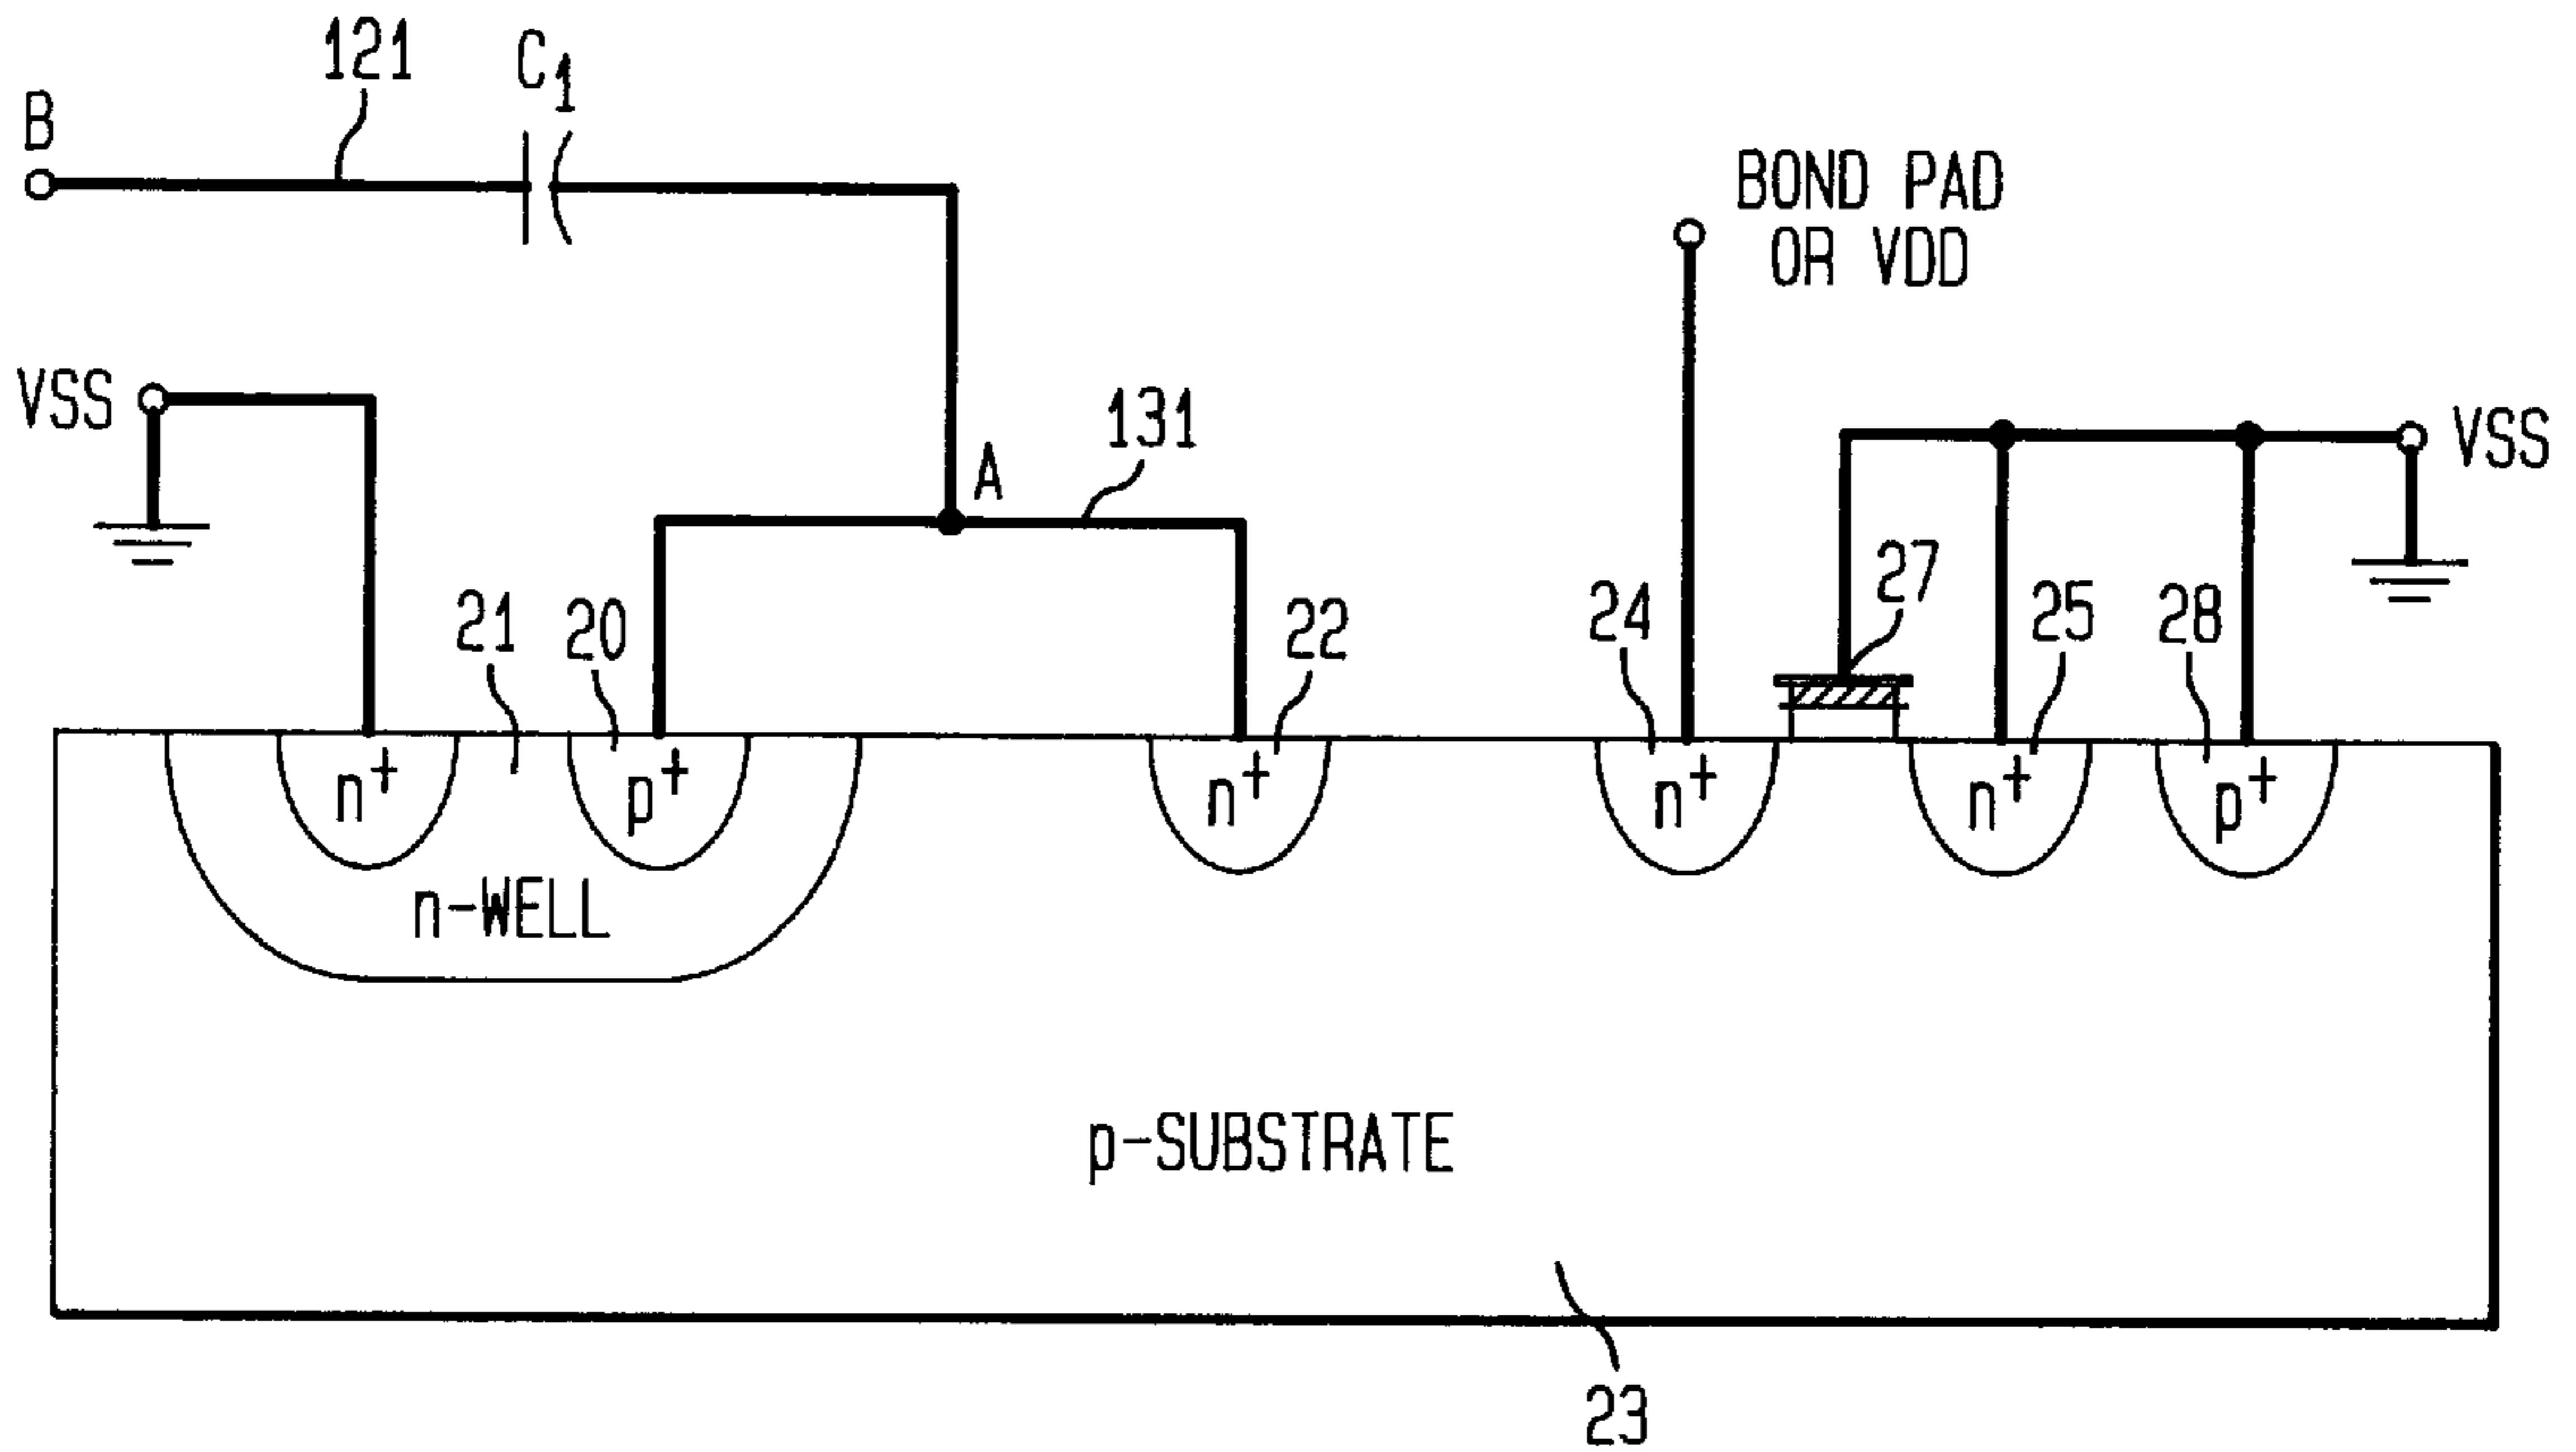 121
C1
B
BOND PAD
OR VDD
VSS
131
A
VSS
27
21
20
22
24
25
28
n+
p+
n+
n+
n+
p+
n-WELL
p-SUBSTRATE
23